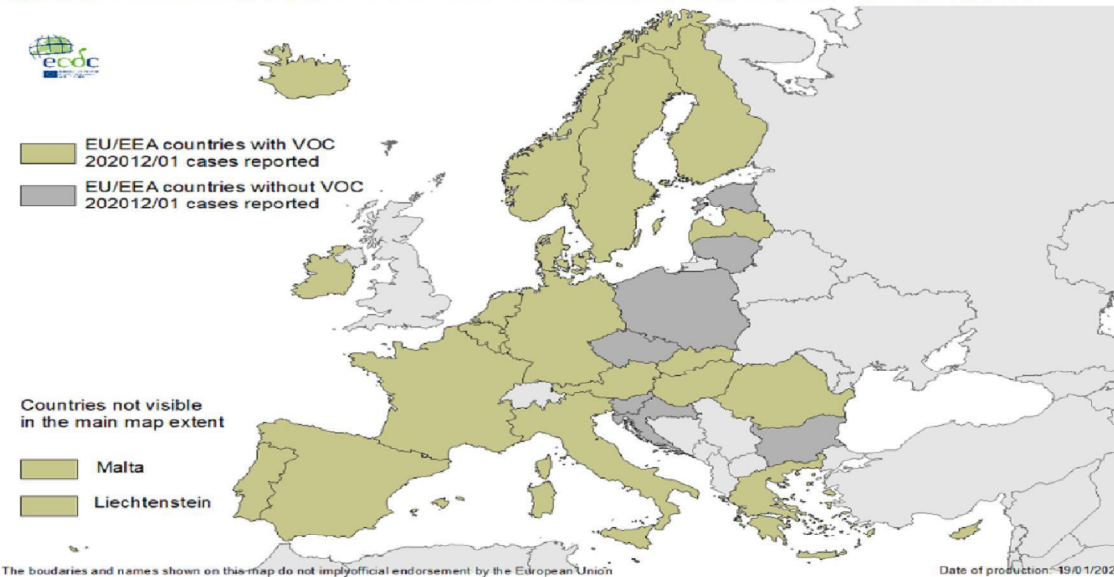 ecdc
EU/EEA countries with VOC
202012/01 cases reported
EU/EEA countries without VOC
202012/01 cases reported
Countries not visible
in the main map extent
Malta
Liechtenstein
The boudaries and names shown on this map do not implyofficial endorsement by the European Union
Date of production: 19/01/202